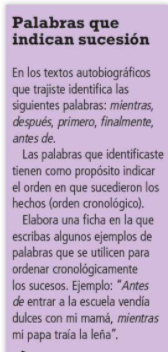 Palabras que
indican sucesión
En los textos autobiográficos
que trajiste identifica las
siguientes palabras: mientras,
después, primero, finalmente,
antes de.
Las palabras que identificaste
tienen como propósito indicar
el orden en que sucedieron los
hechos (orden cronológico).
Elabora una ficha en la que
escribas algunos ejemplos de
palabras que se utilicen para
ordenar cronológicamente
los sucesos. Ejemplo: "Antes
de entrar a la escuela vendía
dulces con mi mamá, mientras
mi papa traía la leña".